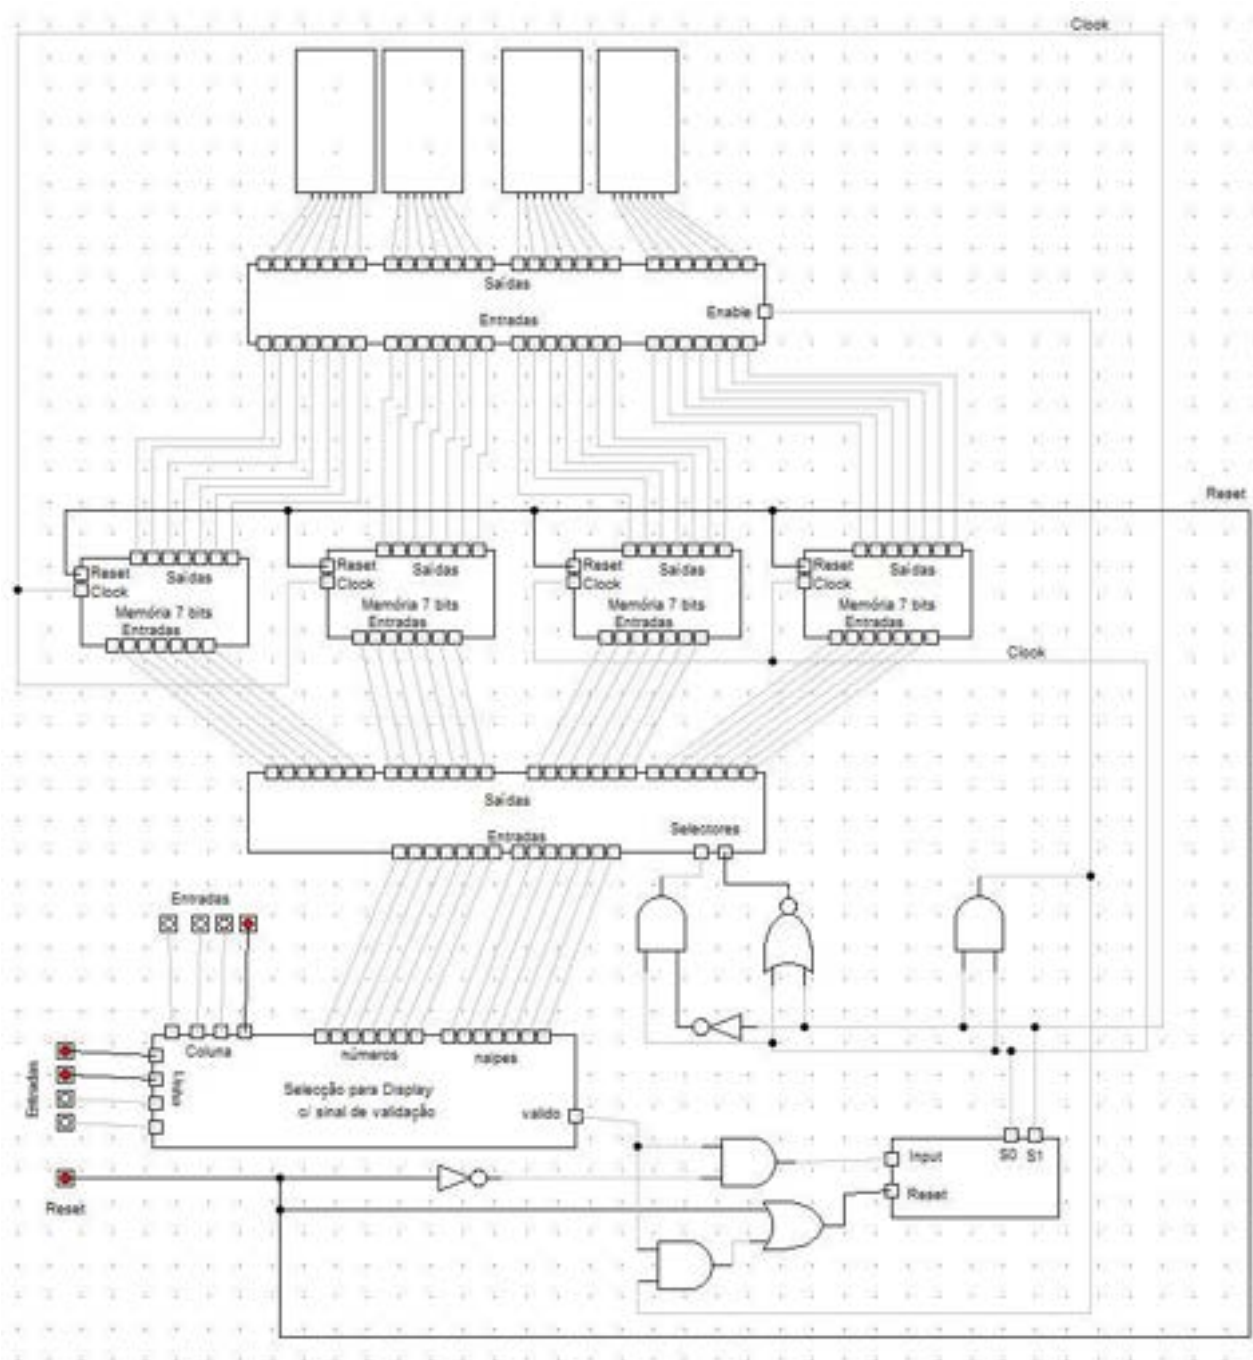 Clock
Saídas
Enable
Entradas
Reset
Reset
Clock
Saídas
Memória 7 bits
Entradas
Reset
Clock
Saídas
Memória 7 bits
Entradas
Reset
Clock
Saídas
Memória 7 bits
Entradas
Reset
Clock
Saídas
Memória 7 bits
Entradas
Clock
Saídas
Selectores
Entradas
Entradas
Coluna
números
naipes
Entradas
Linha
Selecção para Display
c/ sinal de validação
valido
Input
S0 S1
Reset
Reset